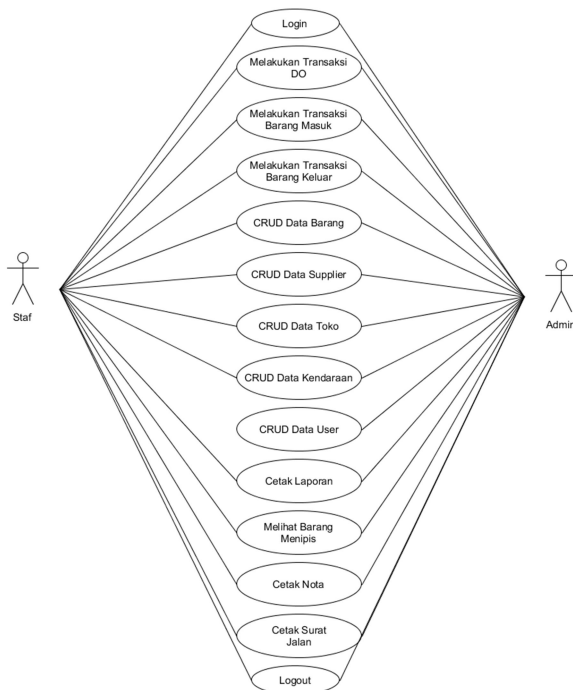 Login
Melakukan Transaksi
DO
Melakukan Transaksi
Barang Masuk
Melakukan Transaksi
Barang Keluar
CRUD Data Barang
CRUD Data Supplier
CRUD Data Toko
CRUD Data Kendaraan
CRUD Data User
Cetak Laporan
Melihat Barang
Menipis
Cetak Nota
Cetak Surat
Jalan
Logout
Staf
Admin